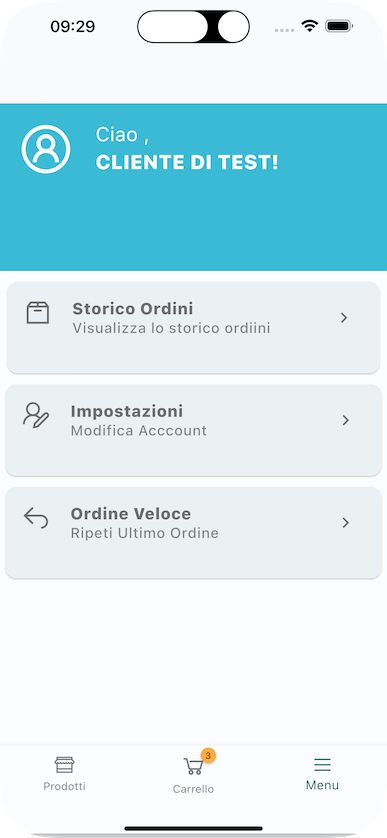 09:29
Ciao ,
CLIENTE DI TEST!
Storico Ordini
Visualizza lo storico ordiini
Impostazioni
Modifica Acccount
Ordine Veloce
Ripeti Ultimo Ordine
3
Prodotti
Carrello
Menu